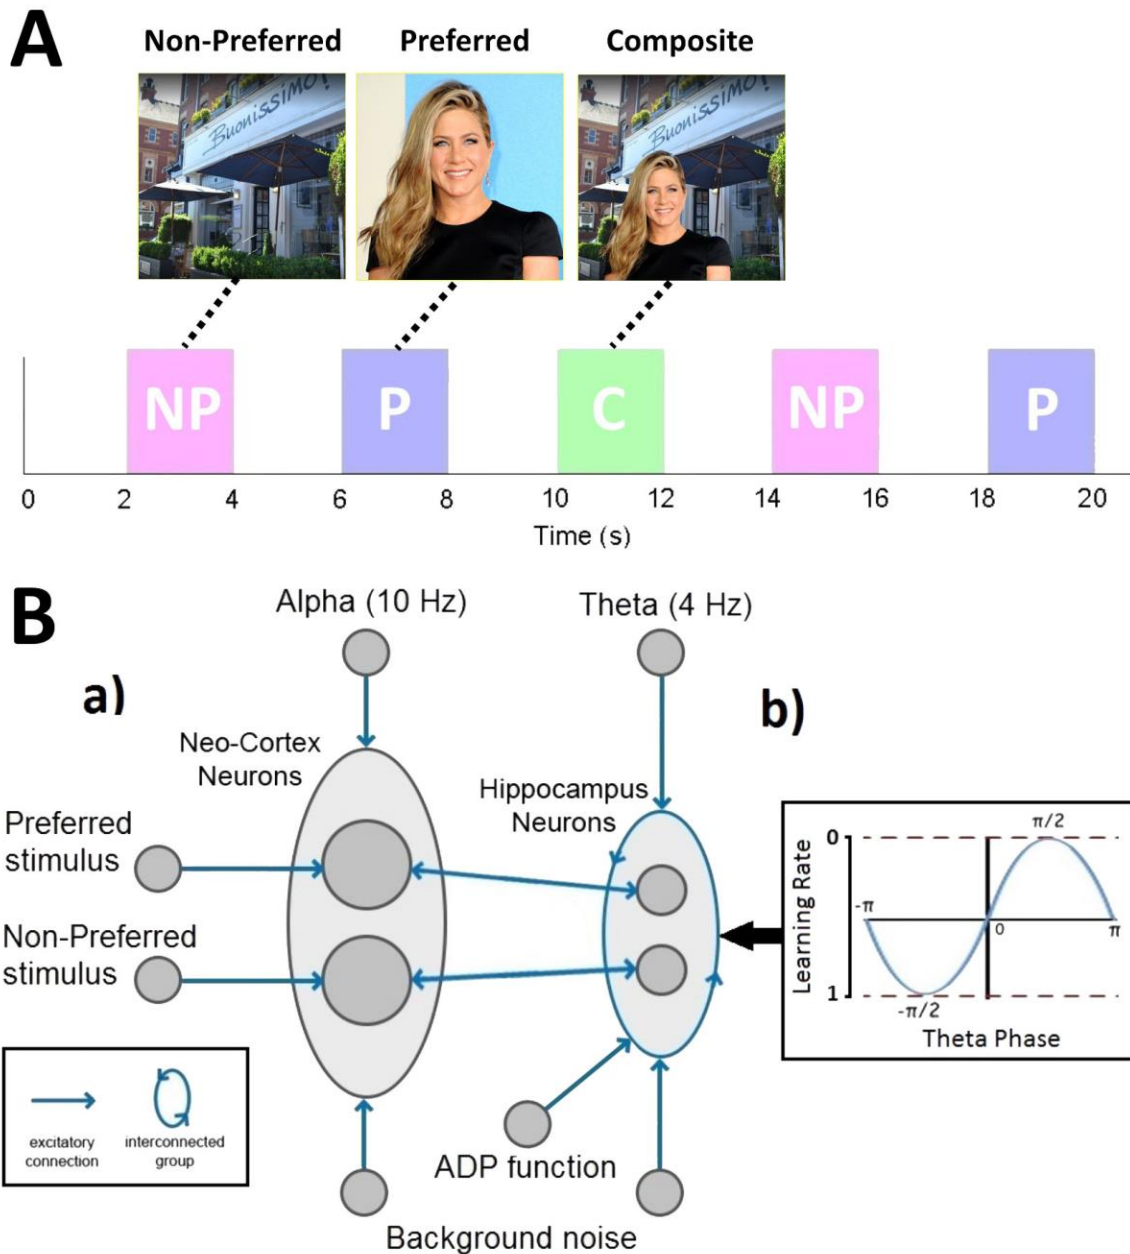 A
Non-Preferred
Preferred
Composite
BuoniSSIMO!
BuoniSSIMO!
NP
P
C
NP
P
0
2
4
6
8
10
12
14
16
18
20
Time (s)
B
Alpha (10 Hz)
Theta (4 Hz)
a)
b)
Neo-Cortex
Neurons
Hippocampus
Neurons
Preferred
stimulus
Non-Preferred
stimulus
0
π/2
-π
0
π
Learning Rate
1
-π/2
Theta Phase
excitatory
connection
interconnected
group
ADP function
Background noise